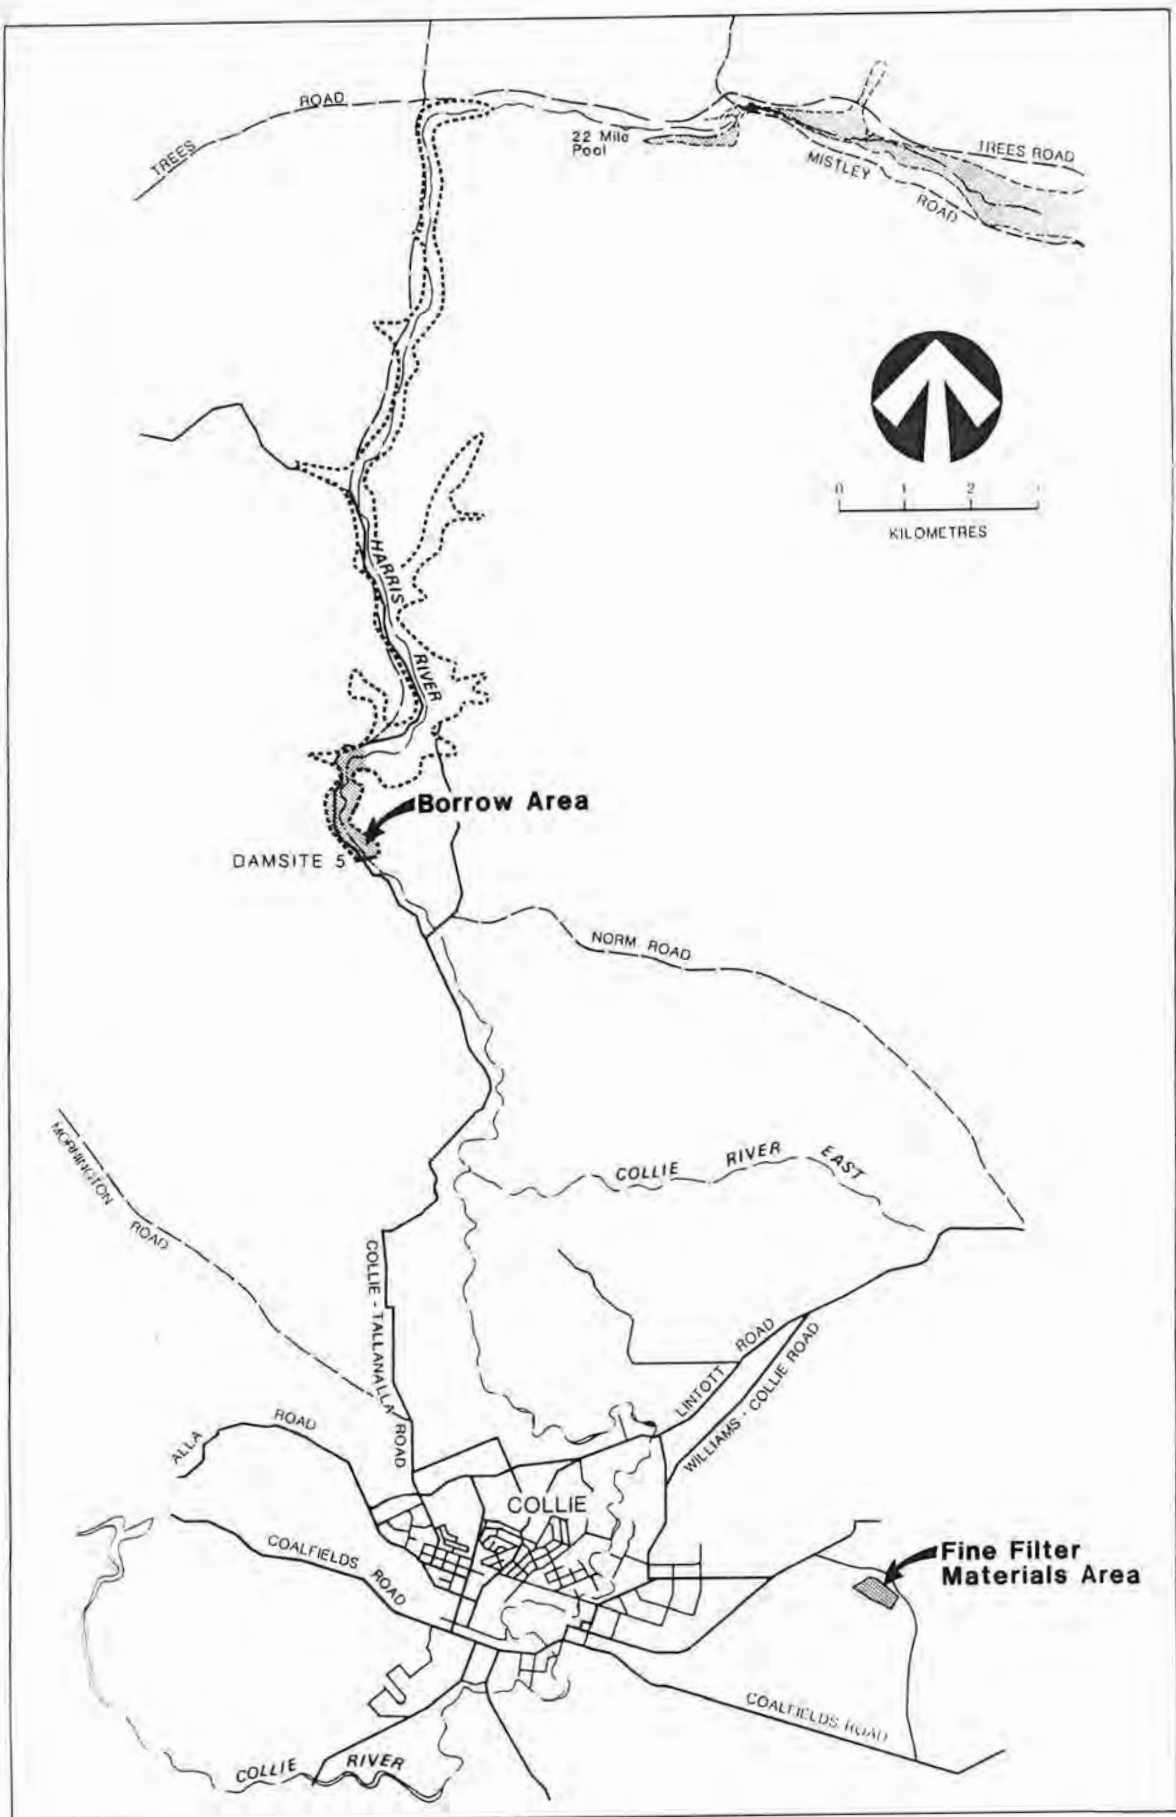 TREES ROAD
22 Mile
Pool
TREES ROAD
MISTLEY ROAD
0 1 2
KILOMETRES
HARRIS RIVER
Borrow Area
DAMSITE 5
NORM ROAD
MORNINGTON ROAD
COLLIE RIVER EAST
COLLIE - TALLANALLA ROAD
LINTOTT ROAD
WILLIAMS - COLLIE ROAD
ALLA ROAD
COLLIE
COALFIELDS ROAD
Fine Filter
Materials Area
COALFIELDS ROAD
COLLIE RIVER